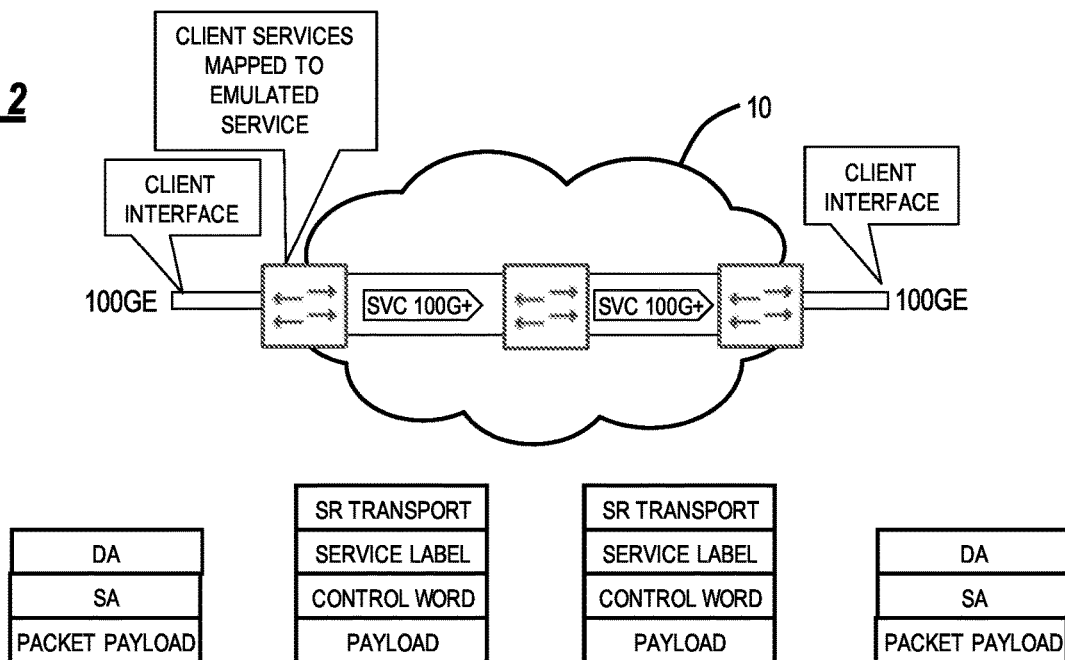 2
CLIENT SERVICES
MAPPED TO
EMULATED
SERVICE
10
CLIENT
INTERFACE
CLIENT
INTERFACE
100GE
SVC 100G+
SVC 100G+
100GE
SR TRANSPORT
SERVICE LABEL
CONTROL WORD
PAYLOAD
SR TRANSPORT
SERVICE LABEL
CONTROL WORD
PAYLOAD
DA
SA
PACKET PAYLOAD
DA
SA
PACKET PAYLOAD